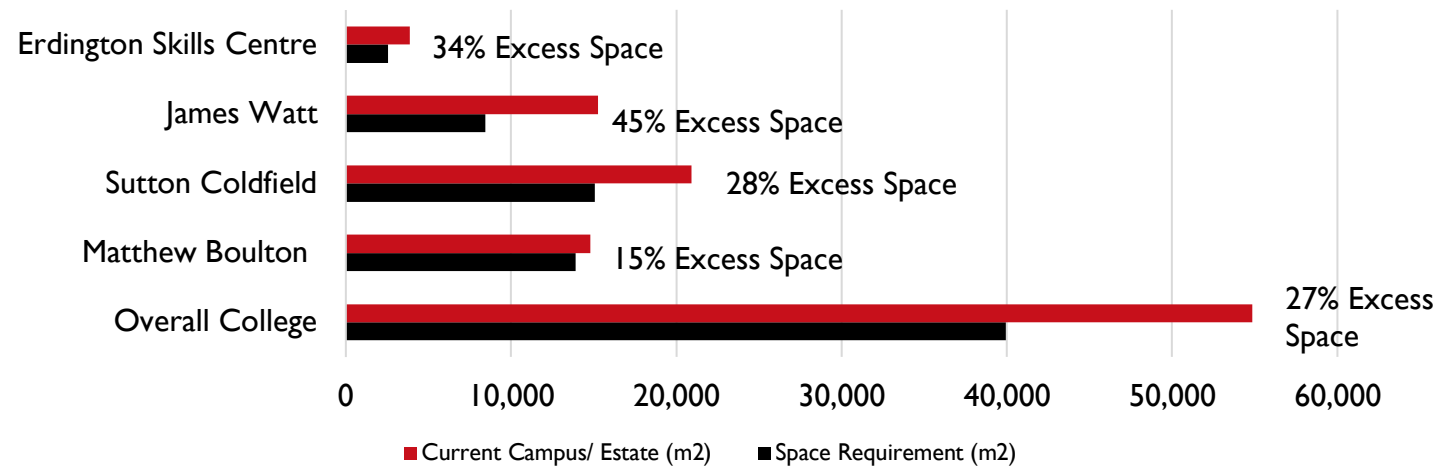 Erdington Skills Centre
34% Excess Space
James Watt
45% Excess Space
Sutton Coldfield
28% Excess Space
Matthew Boulton
15% Excess Space
Overall College
27% Excess
Space
0 10,000 20,000 30,000 40,000 50,000 60,000
Current Campus/ Estate (m2) Space Requirement (m2)